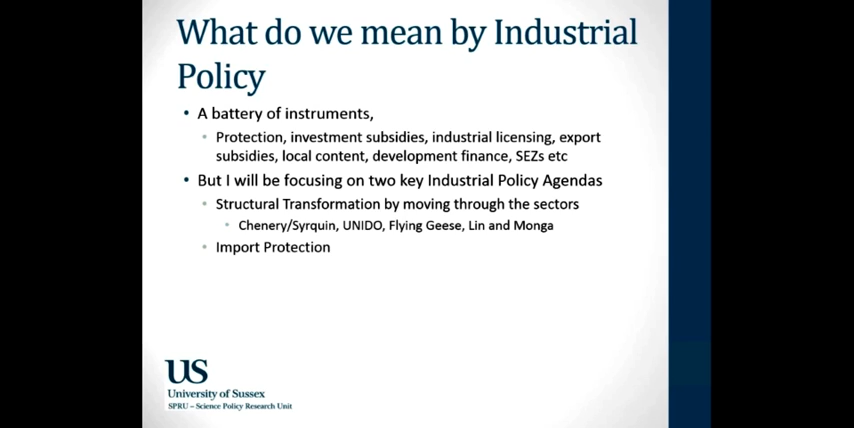 What do we mean by Industrial
Policy
• A battery of instruments,
• Protection, investment subsidies, industrial licensing, export
subsidies, local content, development finance, SEZs etc
• But I will be focusing on two key Industrial Policy Agendas
• Structural Transformation by moving through the sectors
• Chenery/Syrquin, UNIDO, Flying Geese, Lin and Monga
• Import Protection
US
University of Sussex
SPRU – Science Policy Research Unit